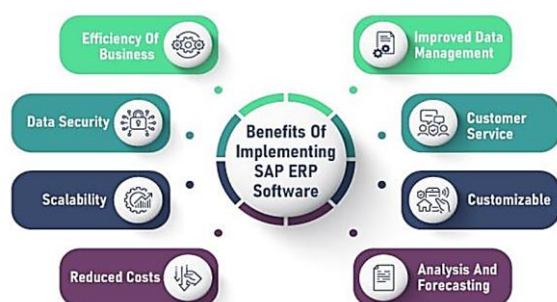 Efficiency Of
Business
Improved Data
Management
Data Security
Customer
Service
Benefits Of
Implementing
SAP ERP
Software
Scalability
Customizable
Reduced Costs
Analysis And
Forecasting